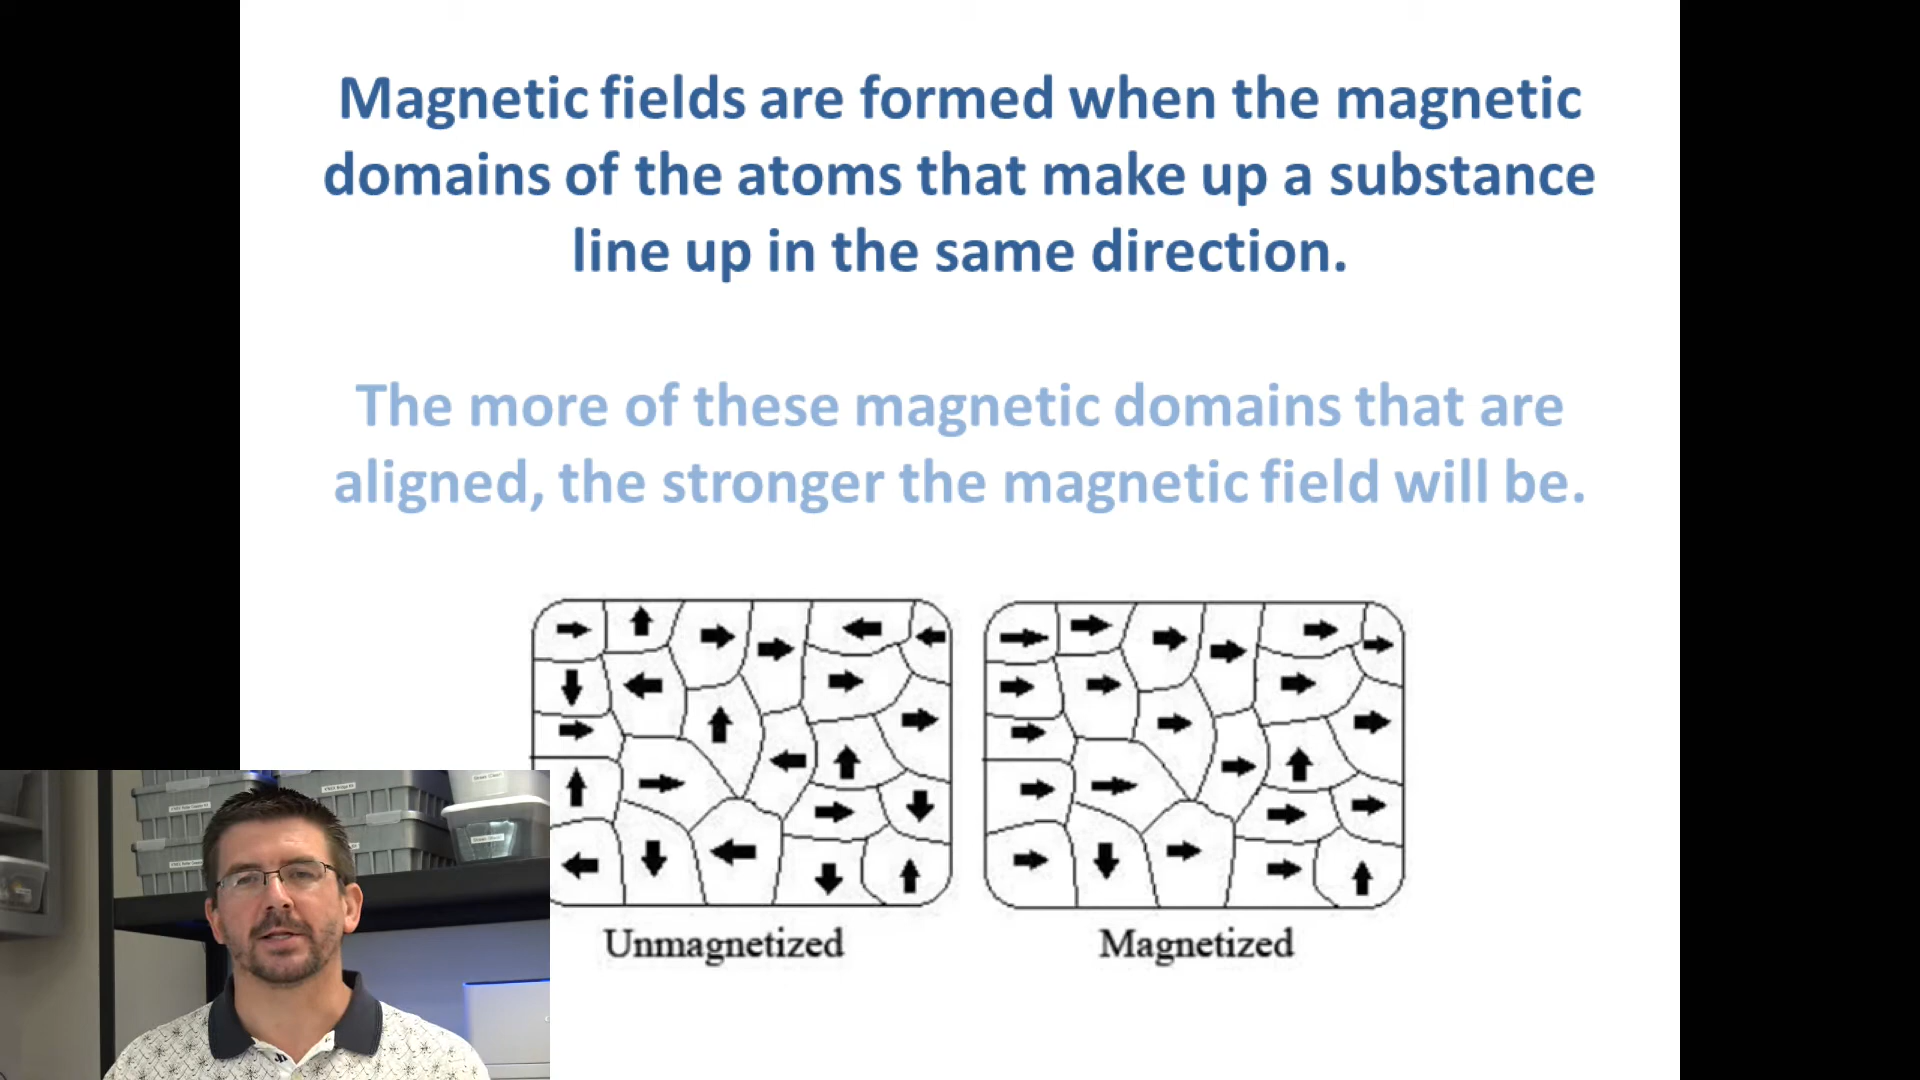 Magnetic fields are formed when the magnetic
domains of the atoms that make up a substance
line up in the same direction.
The more of these magnetic domains that are
aligned, the stronger the magnetic field will be.
Unmagnetized
Magnetized